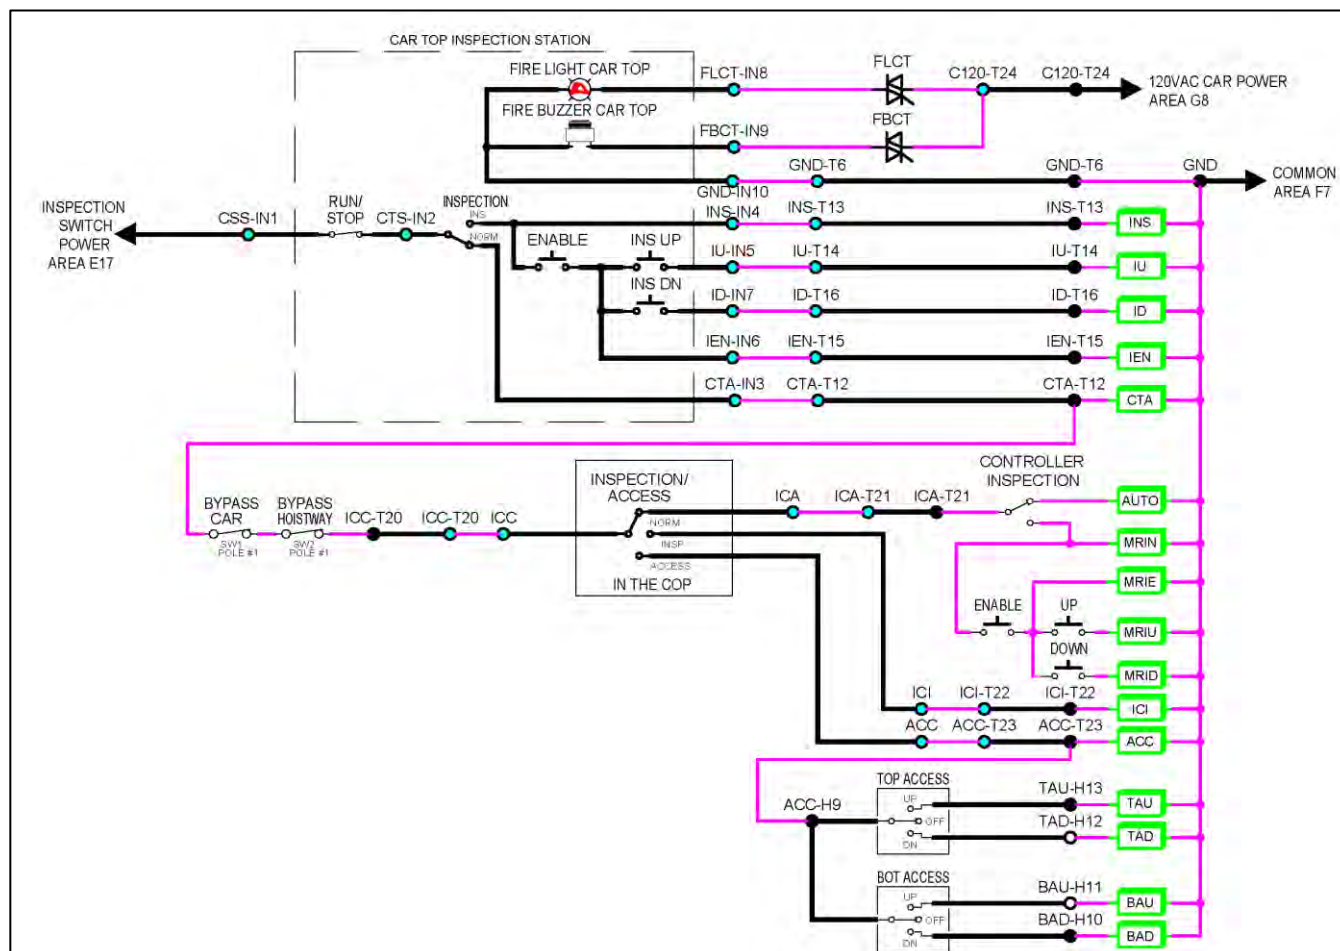 CAR TOP INSPECTION STATION
FIRE LIGHT CAR TOP
FLCT-IN8
FLCT
C120-T24
C120-T24
120VAC CAR POWER
AREA G8
FIRE BUZZER CAR TOP
FBCT-IN9
FBCT
GND-IN10
GND-T6
GND-T6
GND
COMMON
AREA F7
INSPECTION
SWITCH
POWER
AREA E17
CSS-IN1
RUN/
STOP
CTS-IN2
INSPECTION
INS
NORM
INS-IN4
INS-T13
INS-T13
INS
ENABLE
INS UP
IU-IN5
IU-T14
IU-T14
IU
INS DN
ID-IN7
ID-T16
ID-T16
ID
IEN-IN6
IEN-T15
IEN-T15
IEN
CTA-IN3
CTA-T12
CTA-T12
CTA
BYPASS
CAR
SW1
POLE #1
BYPASS
HOISTWAY
SW2
POLE #1
ICC-T20
ICC-T20
ICC
INSPECTION/
ACCESS
NORM
INSP
ACCESS
IN THE COP
ICA
ICA-T21
ICA-T21
CONTROLLER
INSPECTION
AUTO
MRIN
MRIE
ENABLE
UP
MRIU
DOWN
MRID
ICI
ICI-T22
ICI-T22
ICI
ACC
ACC-T23
ACC-T23
ACC
ACC-H9
TOP ACCESS
UP
OFF
DN
TAU-H13
TAU
TAD-H12
TAD
BOT ACCESS
UP
OFF
DN
BAU-H11
BAU
BAD-H10
BAD